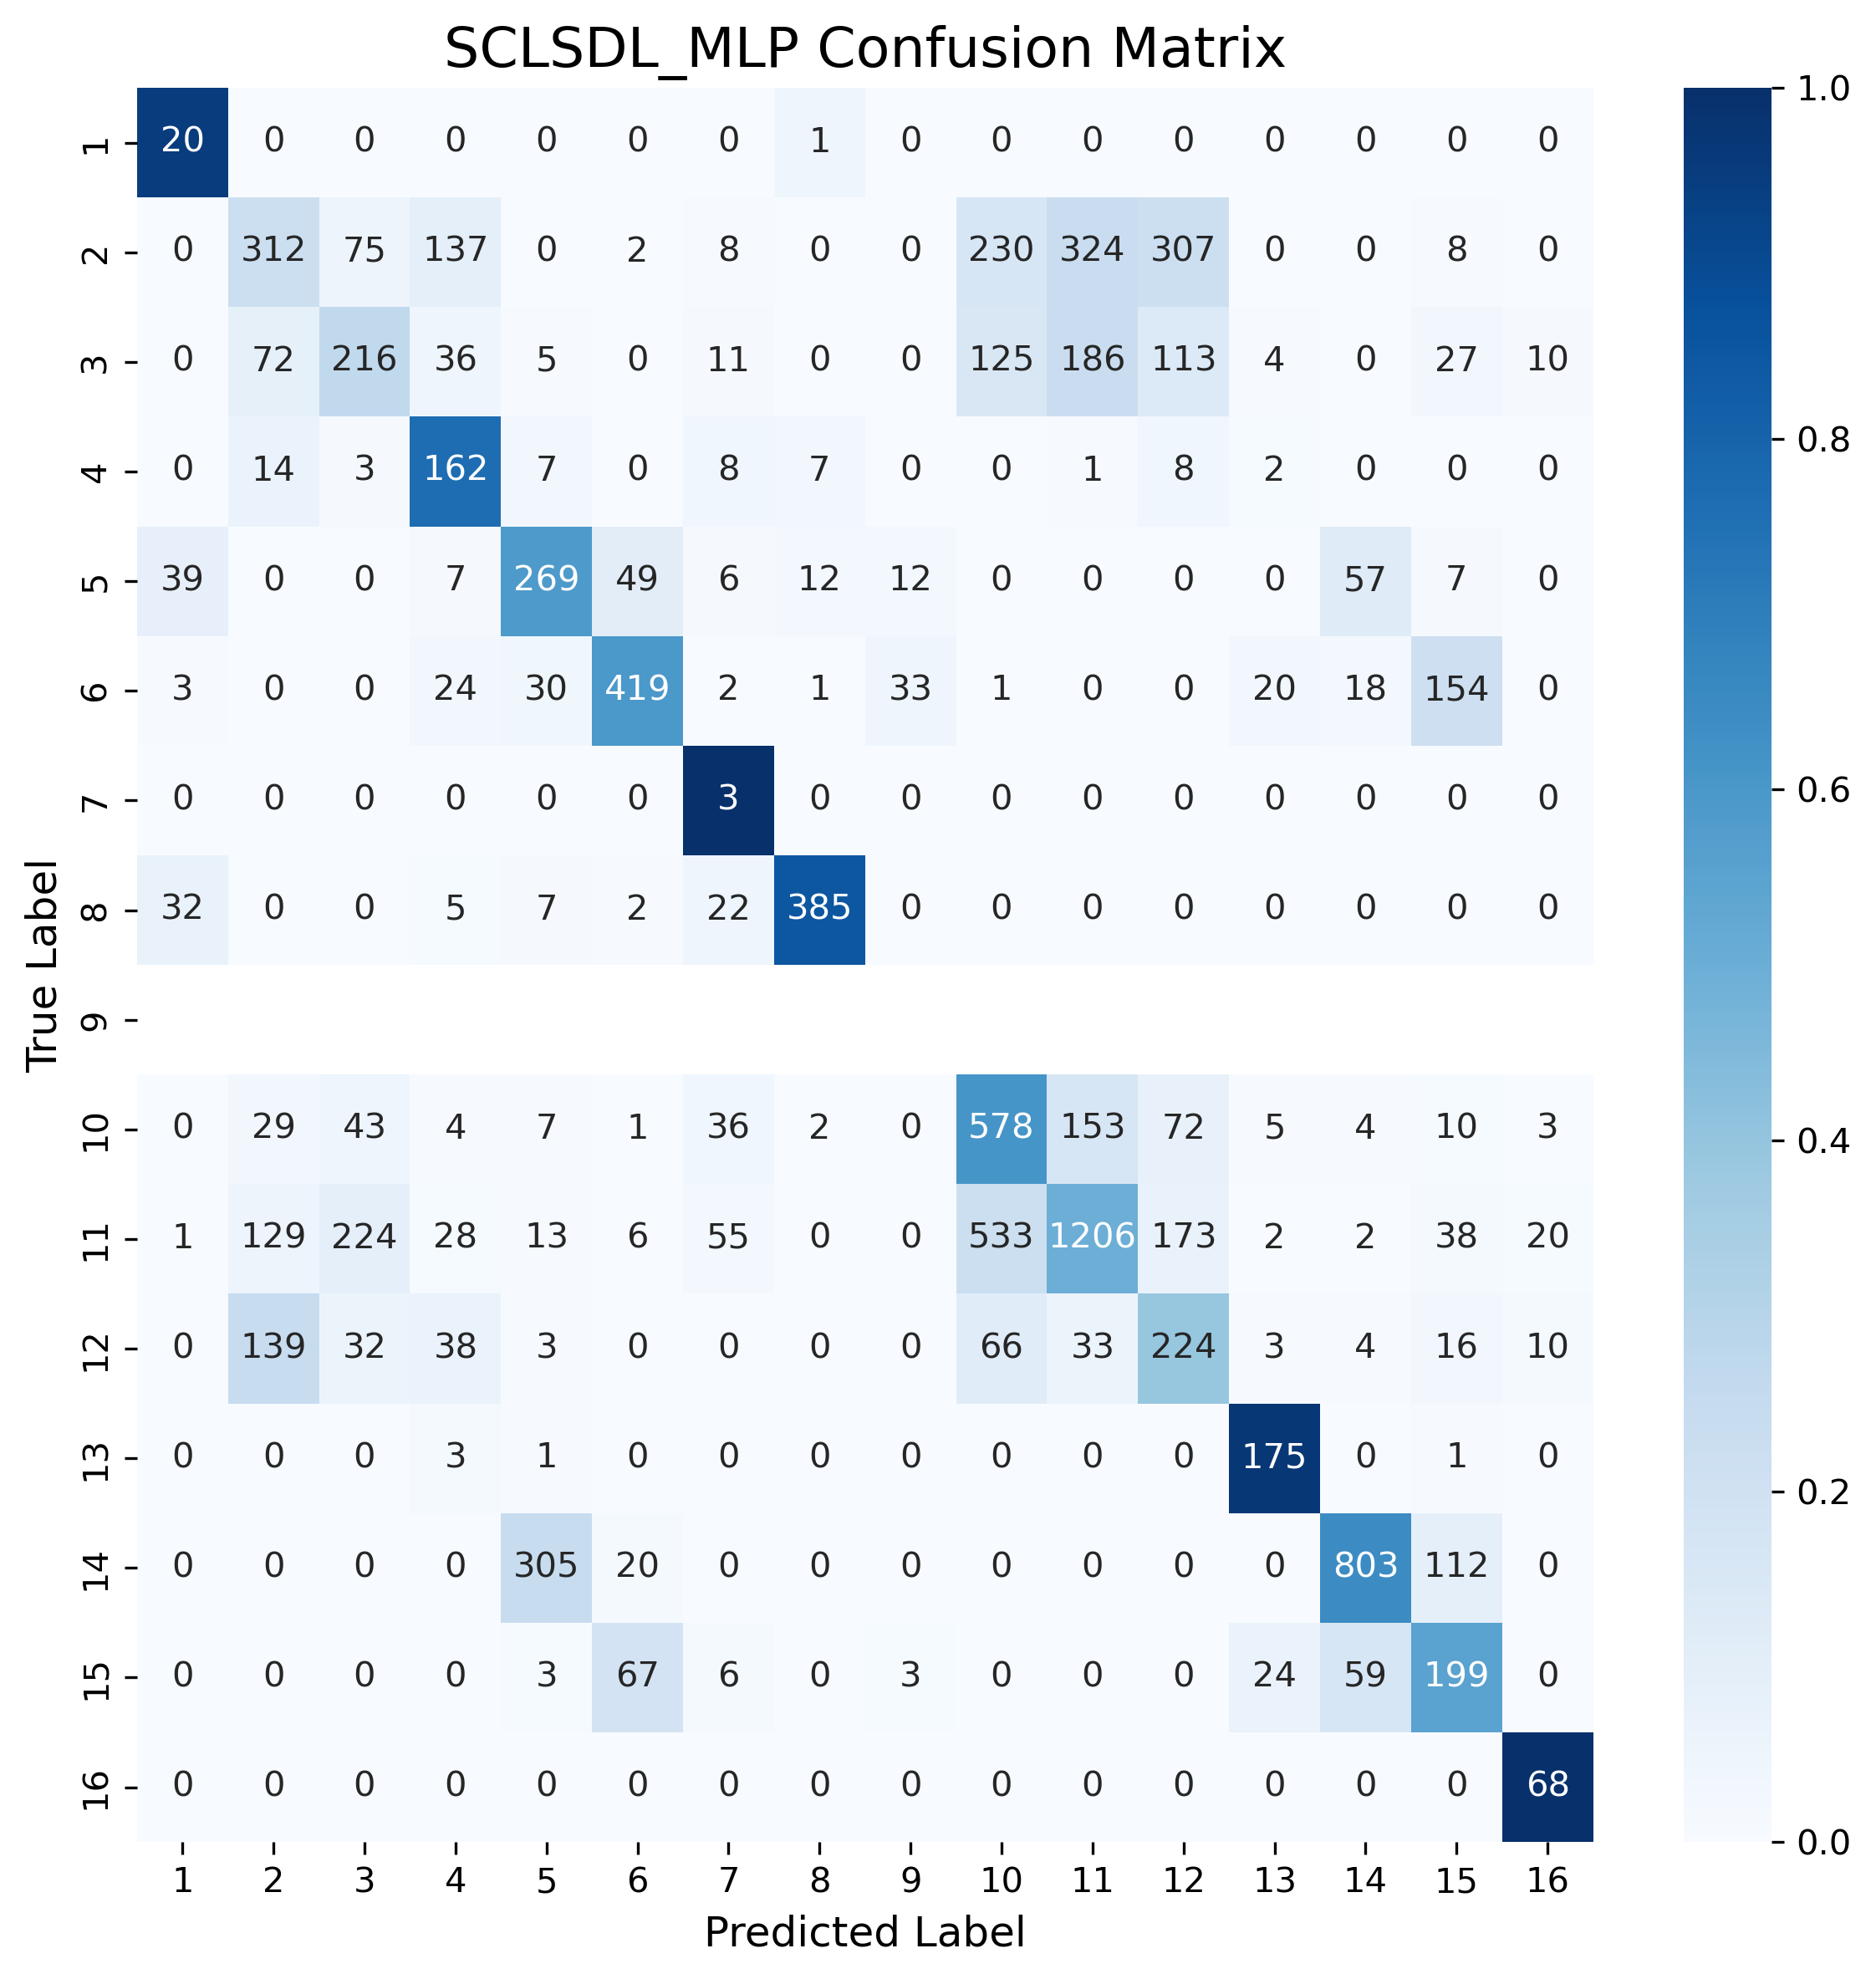 SCLSDL_MLP Confusion Matrix
1 20 0 0 0 0 0 0 1 0 0 0 0 0 0 0 0
2 0 312 75 137 0 2 8 0 0 230 324 307 0 0 8 0
3 0 72 216 36 5 0 11 0 0 125 186 113 4 0 27 10
4 0 14 3 162 7 0 8 7 0 0 1 8 2 0 0 0
5 39 0 0 7 269 49 6 12 12 0 0 0 0 57 7 0
6 3 0 0 24 30 419 2 1 33 1 0 0 20 18 154 0
7 0 0 0 0 0 0 3 0 0 0 0 0 0 0 0 0
8 32 0 0 5 7 2 22 385 0 0 0 0 0 0 0 0
9
10 0 29 43 4 7 1 36 2 0 578 153 72 5 4 10 3
11 1 129 224 28 13 6 55 0 0 533 1206 173 2 2 38 20
12 0 139 32 38 3 0 0 0 0 66 33 224 3 4 16 10
13 0 0 0 3 1 0 0 0 0 0 0 0 175 0 1 0
14 0 0 0 0 305 20 0 0 0 0 0 0 0 803 112 0
15 0 0 0 0 3 67 6 0 3 0 0 0 24 59 199 0
16 0 0 0 0 0 0 0 0 0 0 0 0 0 0 0 68
1 2 3 4 5 6 7 8 9 10 11 12 13 14 15 16
Predicted Label
True Label
1.0
0.8
0.6
0.4
0.2
0.0